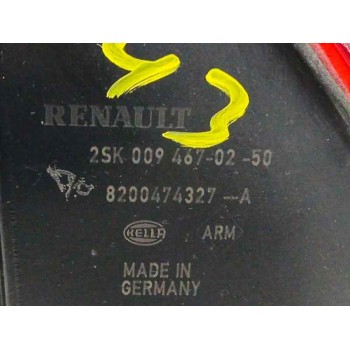 RENAULT
2SK 009 467-02 -50
8200474327 -A
HELLA ARM
MADE IN
GERMANY